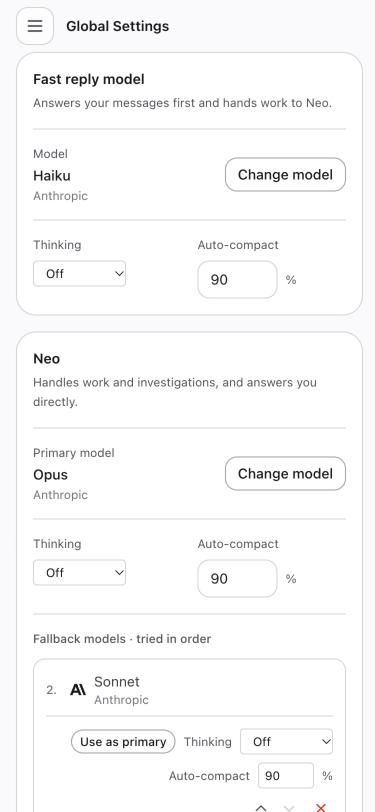 Global Settings
Fast reply model
Answers your messages first and hands work to Neo.
Model
Haiku
Anthropic
Change model
Thinking
Auto-compact
Off
90
%
Neo
Handles work and investigations, and answers you
directly.
Primary model
Opus
Anthropic
Change model
Thinking
Auto-compact
Off
90
%
Fallback models · tried in order
2.
Sonnet
Anthropic
Use as primary
Thinking
Off
Auto-compact
90
%